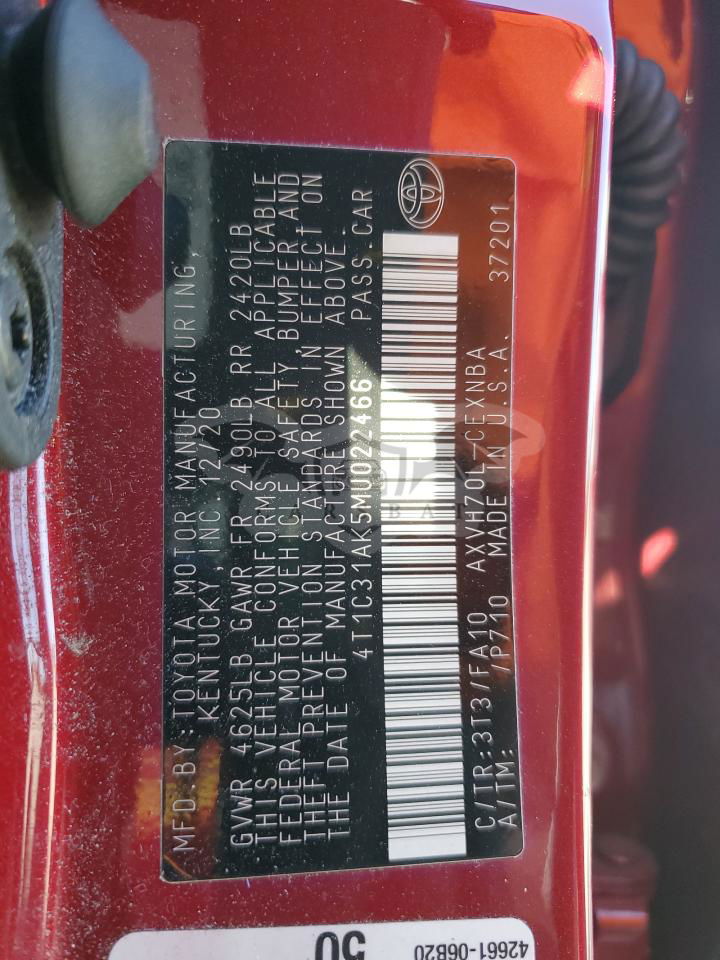 MFD.BY:TOYOTA MOTOR MANUFACTURING,
KENTUCKY INC.12/20
GVWR 4625LB GAWR FR 2490LB RR 2420LB
THIS VEHICLE CONFORMS TO ALL APPLICABLE
FEDERAL MOTOR VEHICLE SAFETY, BUMPER AND
THEFT PREVENTION STANDARDS IN EFFECT ON
THE DATE OF MANUFACTURE SHOWN ABOVE.
4T1C31AK5MU022466 PASS.CAR
C/TR:3T3/FA10 AXVH70L-CEXNBA 37201
A/TM: /P710 MADE IN U.S.A.
50
42661-06B20